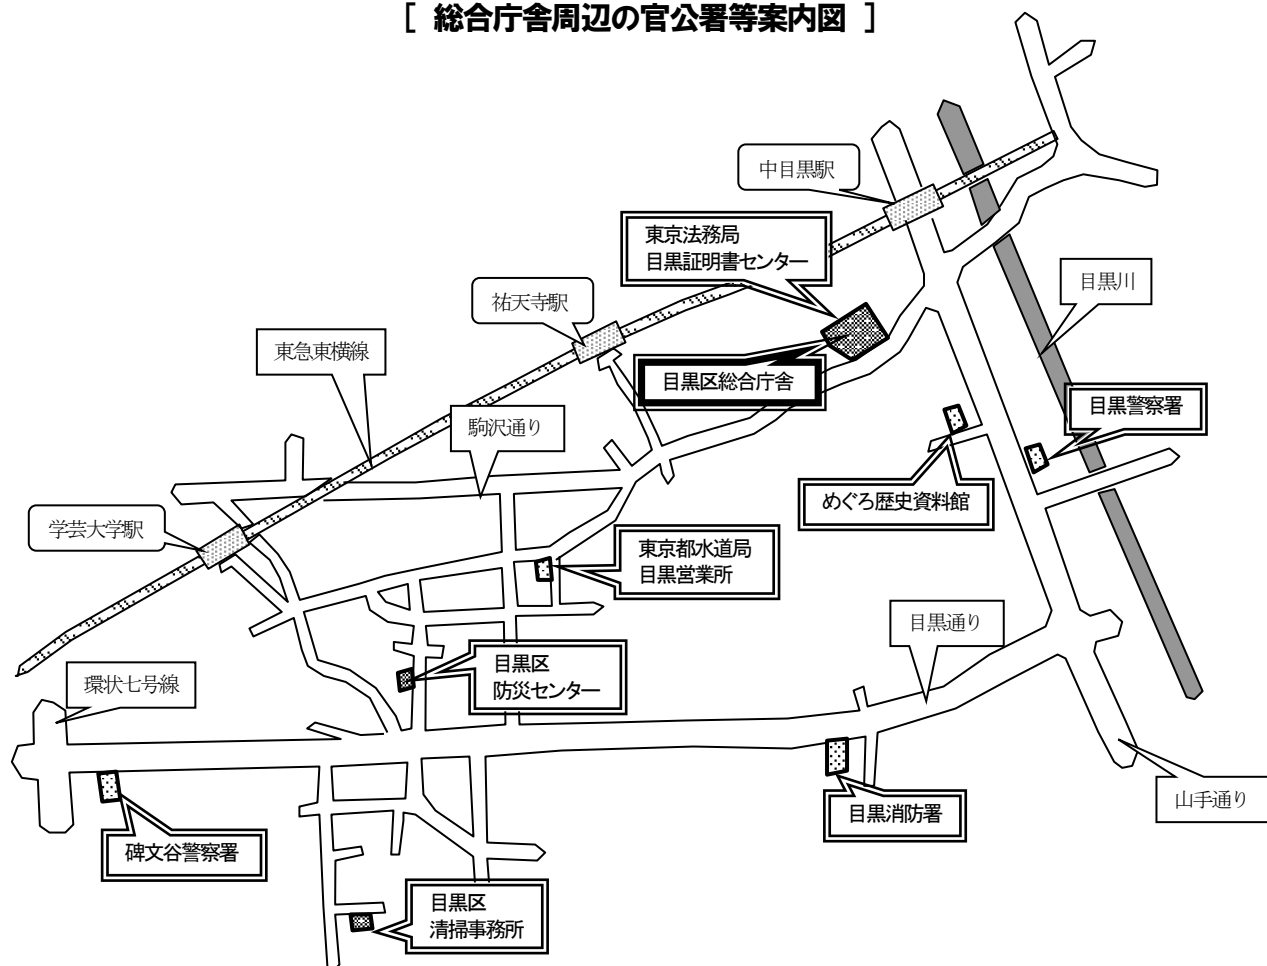 ［ 総合庁舎周辺の官公署等案内図 ］
中目黒駅
東京法務局
目黒証明書センター
目黒川
祐天寺駅
東急東横線
目黒区総合庁舎
目黒警察署
駒沢通り
めぐろ歴史資料館
学芸大学駅
東京都水道局
目黒営業所
目黒通り
目黒区
防災センター
環状七号線
山手通り
目黒消防署
碑文谷警察署
目黒区
清掃事務所